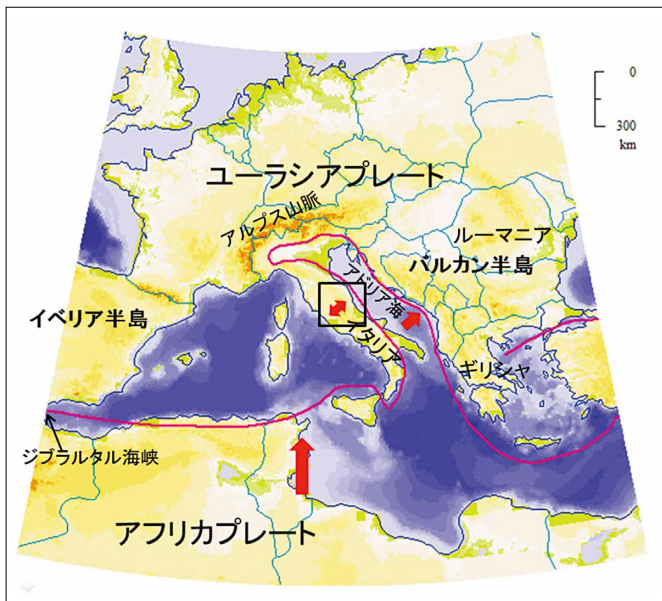 0
300
km
ユーラシアプレート
アルプス山脈
ルーマニア
バルカン半島
アドリア海
イベリア半島
イタリア
ギリシャ
ジブラルタル海峡
アフリカプレート